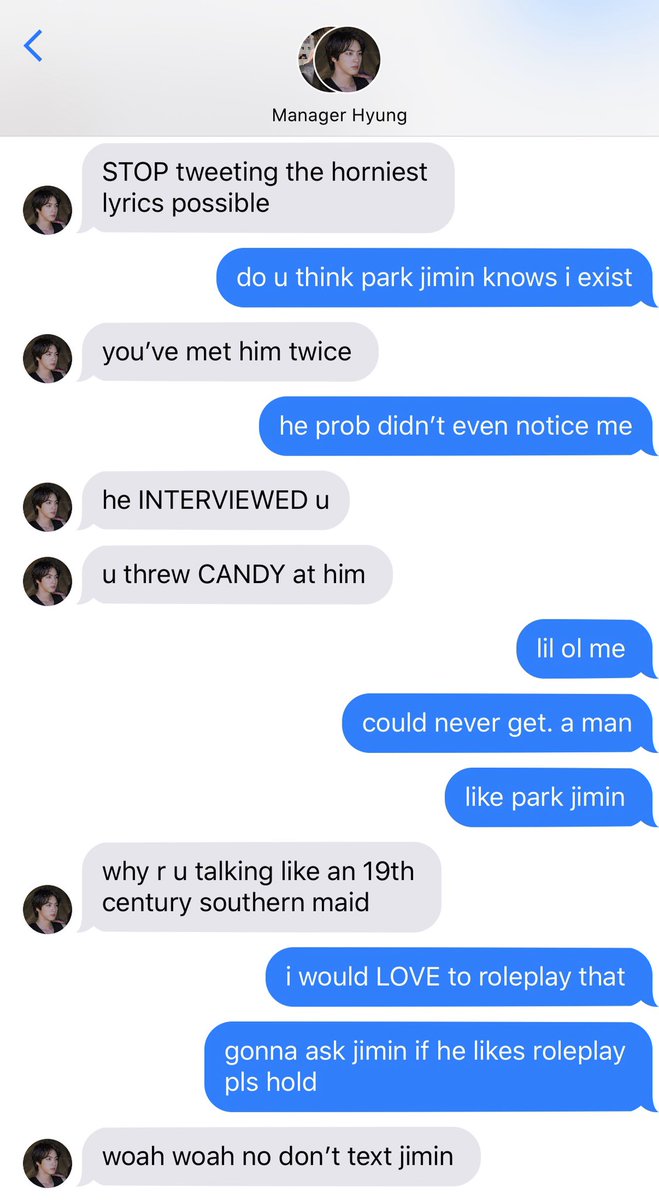 Manager Hyung
STOP tweeting the horniest
lyrics possible
do u think park jimin knows i exist
you’ve met him twice
he prob didn’t even notice me
he INTERVIEWED u
u threw CANDY at him
lil ol me
could never get. a man
like park jimin
why r u talking like an 19th
century southern maid
i would LOVE to roleplay that
gonna ask jimin if he likes roleplay
pls hold
woah woah no don’t text jimin